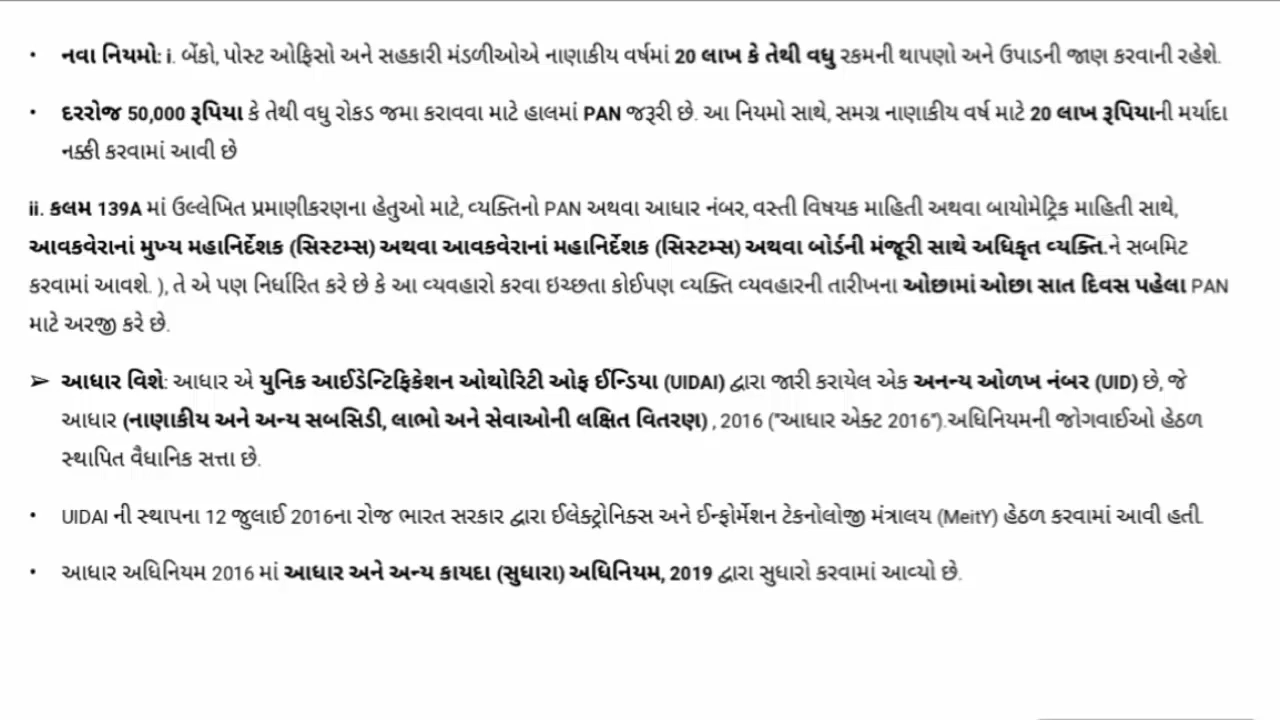 • નવા નિયમો: i. બેંકો, પોસ્ટ ઓફિસો અને સહકારી મંડળીઓએ નાણાકીય વર્ષમાં 20 લાખ કે તેથી વધુ રકમની થાપણો અને ઉપાડની જાણ કરવાની રહેશે.
• દરરોજ 50,000 રૂપિયા કે તેથી વધુ રોકડ જમા કરાવવા માટે હાલમાં PAN જરૂરી છે. આ નિયમો સાથે, સમગ્ર નાણાકીય વર્ષ માટે 20 લાખ રૂપિયાની મર્યાદા
નક્કી કરવામાં આવી છે
ii. કલમ 139A માં ઉલ્લેખિત પ્રમાણીકરણના હેતુઓ માટે, વ્યક્તિનો PAN અથવા આધાર નંબર, વસ્તી વિષયક માહિતી અથવા બાયોમેટ્રિક માહિતી સાથે,
આવકવેરાનાં મુખ્ય મહાનિર્દેશક (સિસ્ટમ્સ) અથવા આવકવેરાનાં મહાનિર્દેશક (સિસ્ટમ્સ) અથવા બોર્ડની મંજૂરી સાથે અધિકૃત વ્યક્તિ.ને સબમિટ
કરવામાં આવશે. ), તે એ પણ નિર્ધારિત કરે છે કે આ વ્યવહારો કરવા ઇચ્છતા કોઈપણ વ્યક્તિ વ્યવહારની તારીખના ઓછામાં ઓછા સાત દિવસ પહેલા PAN
માટે અરજી કરે છે.
➢ આધાર વિશે: આધાર એ યુનિક આઈડેન્ટિફિકેશન ઓથોરિટી ઓફ ઈન્ડિયા (UIDAI) દ્વારા જારી કરાયેલ એક અનન્ય ઓળખ નંબર (UID) છે, જે
આધાર (નાણાકીય અને અન્ય સબસિડી, લાભો અને સેવાઓની લક્ષિત વિતરણ) , 2016 ("આધાર એક્ટ 2016").અધિનિયમની જોગવાઈઓ હેઠળ
સ્થાપિત વૈધાનિક સત્તા છે.
• UIDAI ની સ્થાપના 12 જુલાઈ 2016ના રોજ ભારત સરકાર દ્વારા ઈલેક્ટ્રોનિક્સ અને ઈન્ફોર્મેશન ટેકનોલોજી મંત્રાલય (MeitY) હેઠળ કરવામાં આવી હતી.
• આધાર અધિનિયમ 2016 માં આધાર અને અન્ય કાયદા (સુધારા) અધિનિયમ, 2019 દ્વારા સુધારો કરવામાં આવ્યો છે.